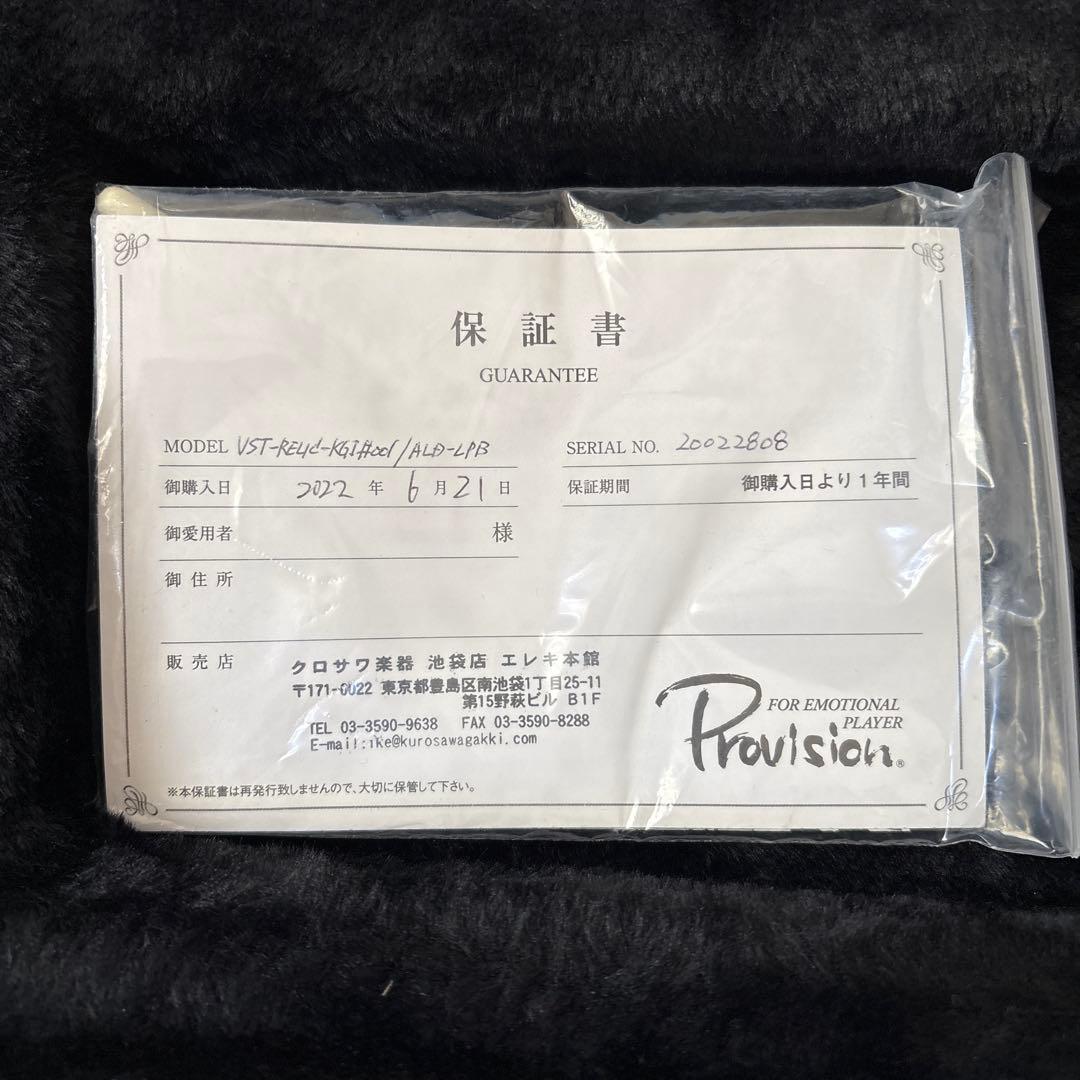 保証書
GUARANTEE
MODEL VST-RELIC-KGI#001/ALD-LPB
SERIAL NO. 20022808
御購入日 2022 年 6 月 21 日
保証期間 御購入日より1年間
御愛用者 様
御住所
販売店 クロサワ楽器 池袋店 エレキ本館
〒171-0022 東京都豊島区南池袋1丁目25-11
第15野萩ビル B1F
TEL 03-3590-9638 FAX 03-3590-8288
E-mail:ike@kurosawagakki.com
FOR EMOTIONAL
PLAYER
Provision®
※本保証書は再発行致しませんので、大切に保管して下さい。